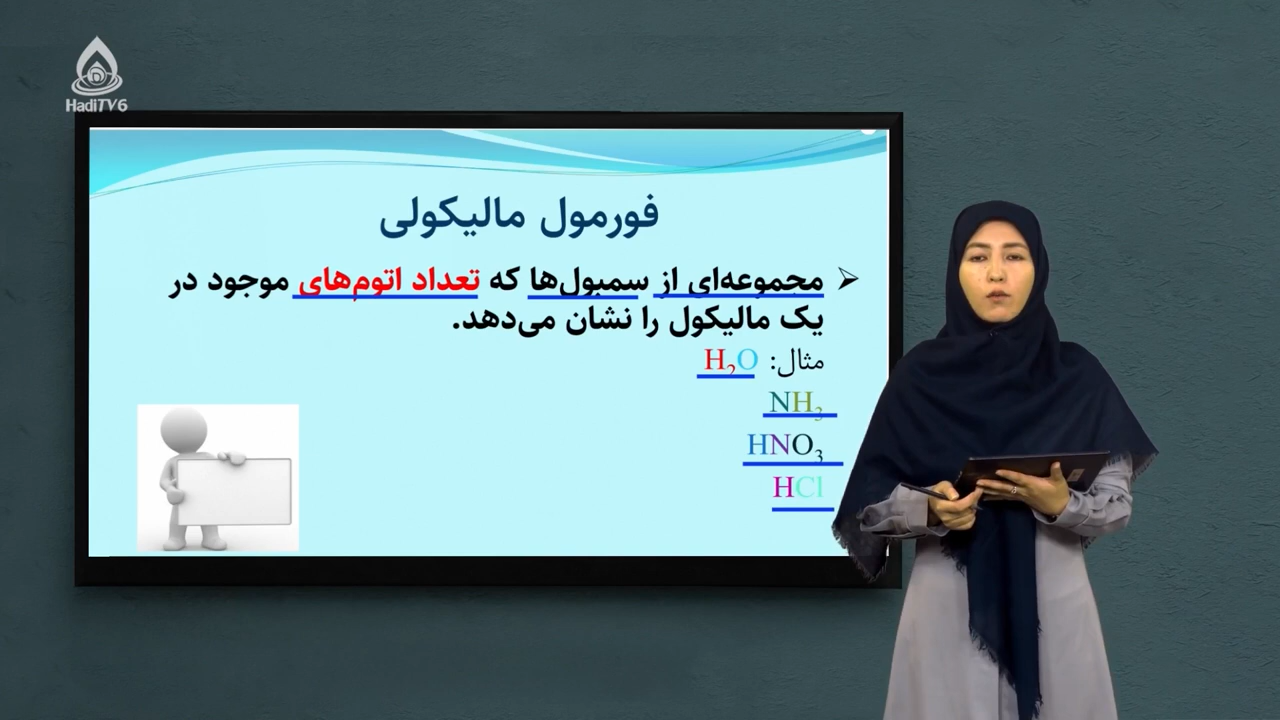 HadiTV6
فورمول مالیکولی
مجموعه‌ای از سمبول‌ها که تعداد اتوم‌های موجود در
یک مالیکول را نشان می‌دهد.
مثال: H₂O
NH₃
HNO₃
HCl